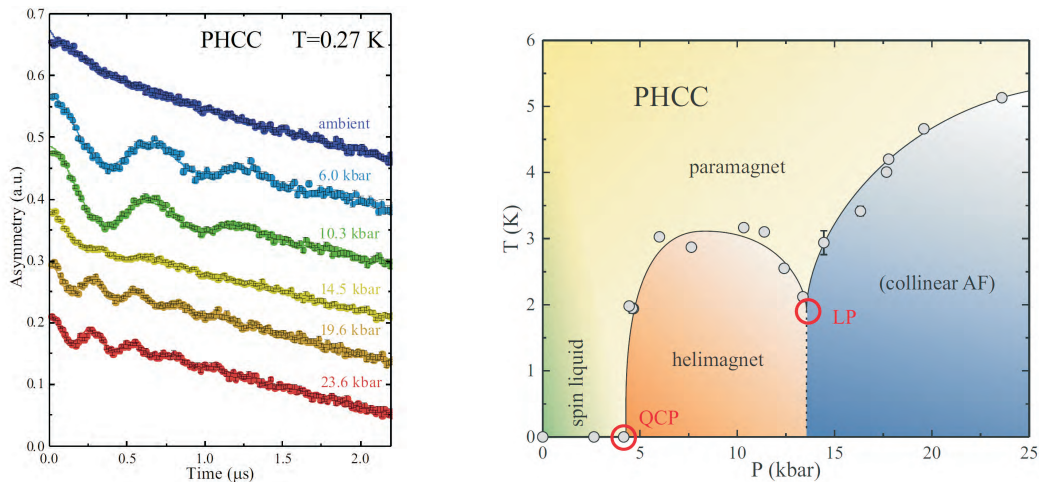 PHCC T=0.27 K
0.7
0.6
0.5
0.4
0.3
0.2
0.1
0.0
Asymmetry (a.u.)
ambient
6.0 kbar
10.3 kbar
14.5 kbar
19.6 kbar
23.6 kbar
0.0 0.5 1.0 1.5 2.0
Time (μs)
6
5
4
3
2
1
0
T (K)
PHCC
paramagnet
(collinear AF)
LP
helimagnet
spin liquid
QCP
0 5 10 15 20 25
P (kbar)